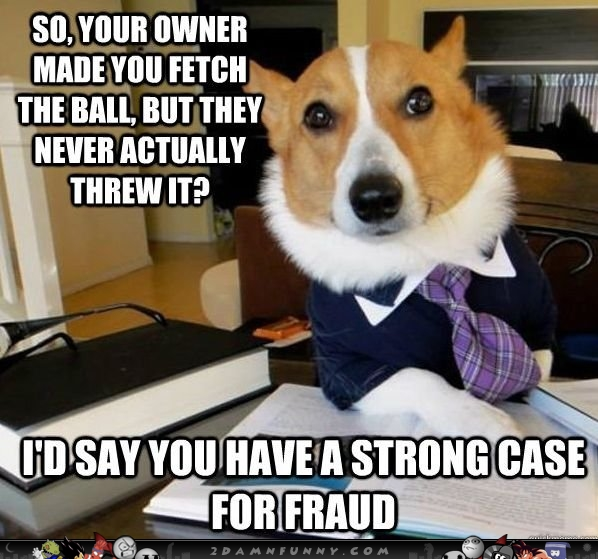 SO, YOUR OWNER
MADE YOU FETCH
THE BALL, BUT THEY
NEVER ACTUALLY
THREW IT?
I'D SAY YOU HAVE A STRONG CASE
FOR FRAUD
2DAMNFUNNY.COM